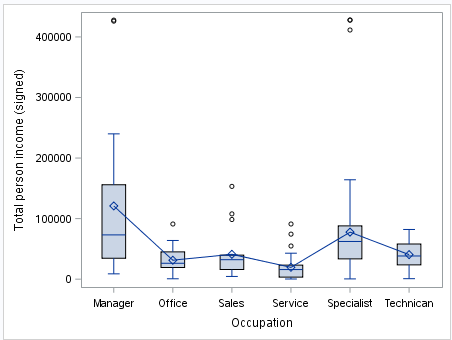 Total person income (signed)
400000
300000
200000
100000
0
Manager Office Sales Service Specialist Technican
Occupation